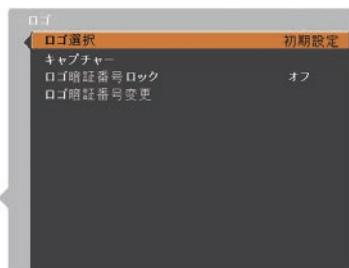 ロゴ
ロゴ選択 初期設定
キャプチャー
ロゴ暗証番号ロック オフ
ロゴ暗証番号変更